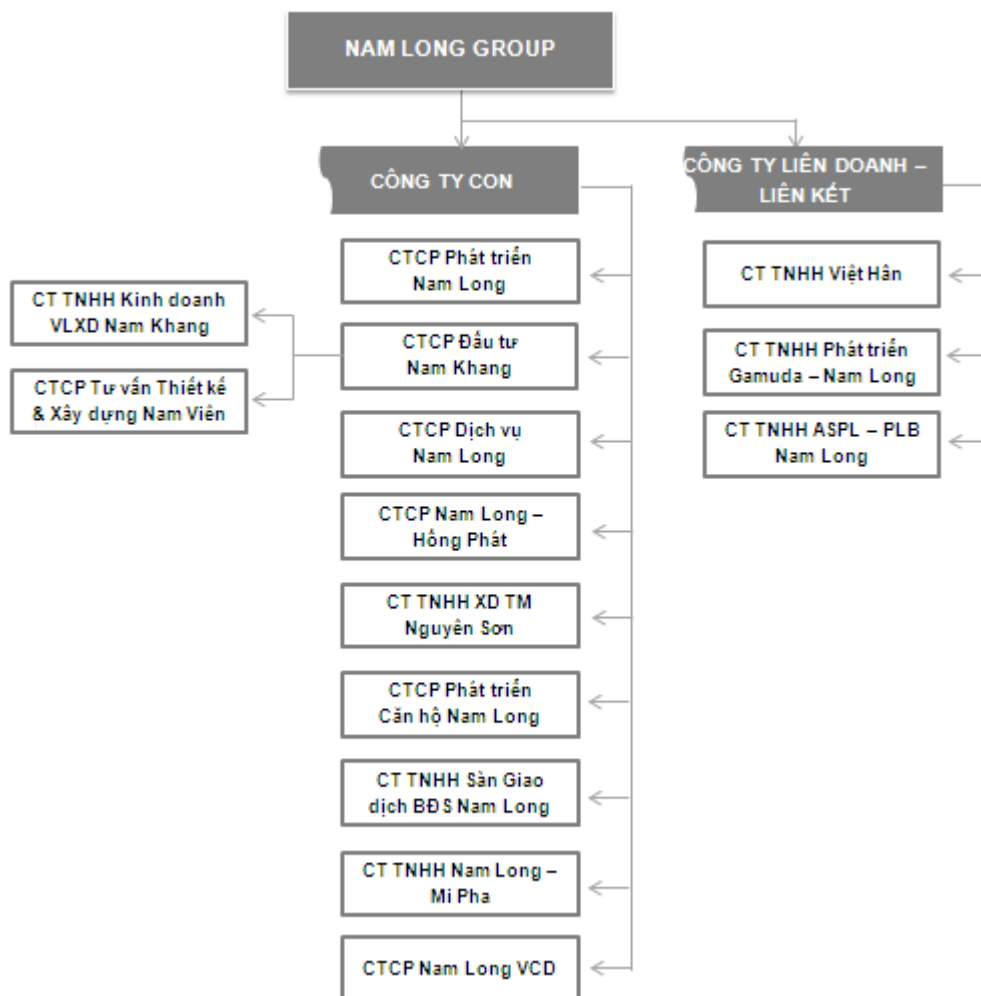 NAM LONG GROUP
CÔNG TY CON
CÔNG TY LIÊN DOANH –
LIÊN KẾT
CTCP Phát triển
Nam Long
CT TNHH Việt Hân
CT TNHH Kinh doanh
VLXD Nam Khang
CTCP Đầu tư
Nam Khang
CT TNHH Phát triển
Gamuda – Nam Long
CTCP Tư vấn Thiết kế
& Xây dựng Nam Viên
CTCP Dịch vụ
Nam Long
CT TNHH ASPL – PLB
Nam Long
CTCP Nam Long –
Hồng Phát
CT TNHH XD TM
Nguyên Sơn
CTCP Phát triển
Căn hộ Nam Long
CT TNHH Sàn Giao
dịch BĐS Nam Long
CT TNHH Nam Long –
Mi Pha
CTCP Nam Long VCD